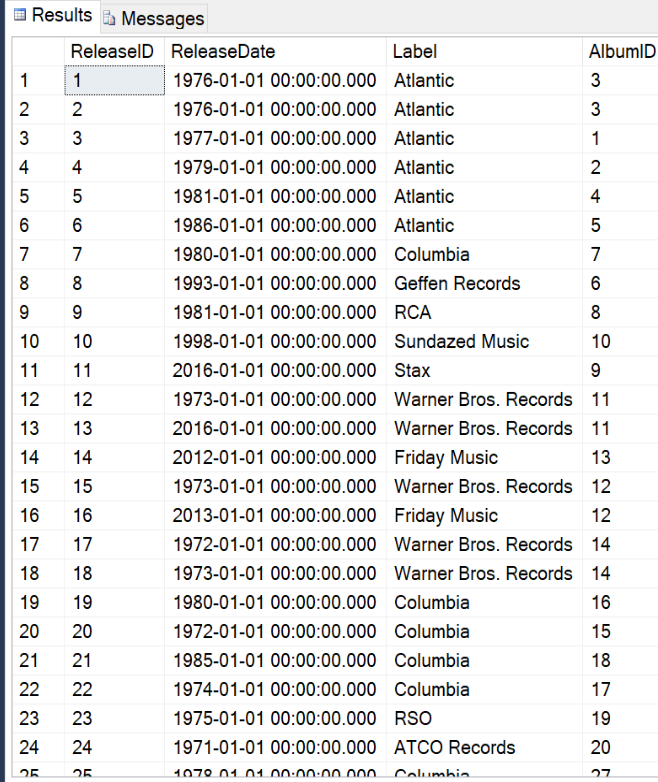 Results Messages
ReleaseID ReleaseDate Label AlbumID
1 1 1976-01-01 00:00:00.000 Atlantic 3
2 2 1976-01-01 00:00:00.000 Atlantic 3
3 3 1977-01-01 00:00:00.000 Atlantic 1
4 4 1979-01-01 00:00:00.000 Atlantic 2
5 5 1981-01-01 00:00:00.000 Atlantic 4
6 6 1986-01-01 00:00:00.000 Atlantic 5
7 7 1980-01-01 00:00:00.000 Columbia 7
8 8 1993-01-01 00:00:00.000 Geffen Records 6
9 9 1981-01-01 00:00:00.000 RCA 8
10 10 1998-01-01 00:00:00.000 Sundazed Music 10
11 11 2016-01-01 00:00:00.000 Stax 9
12 12 1973-01-01 00:00:00.000 Warner Bros. Records 11
13 13 2016-01-01 00:00:00.000 Warner Bros. Records 11
14 14 2012-01-01 00:00:00.000 Friday Music 13
15 15 1973-01-01 00:00:00.000 Warner Bros. Records 12
16 16 2013-01-01 00:00:00.000 Friday Music 12
17 17 1972-01-01 00:00:00.000 Warner Bros. Records 14
18 18 1973-01-01 00:00:00.000 Warner Bros. Records 14
19 19 1980-01-01 00:00:00.000 Columbia 16
20 20 1972-01-01 00:00:00.000 Columbia 15
21 21 1985-01-01 00:00:00.000 Columbia 18
22 22 1974-01-01 00:00:00.000 Columbia 17
23 23 1975-01-01 00:00:00.000 RSO 19
24 24 1971-01-01 00:00:00.000 ATCO Records 20
25 25 1978-01-01 00:00:00.000 Columbia 27